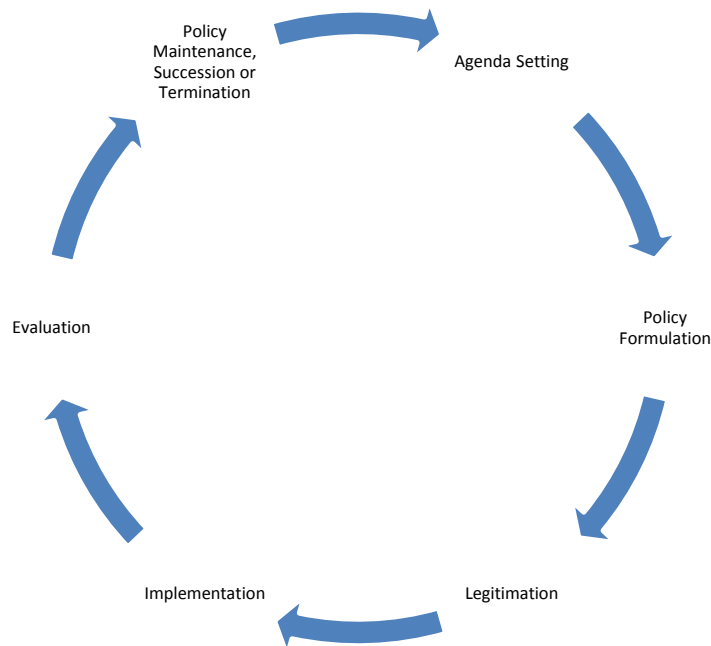 Policy
Maintenance,
Succession or
Termination
Agenda Setting
Policy
Formulation
Legitimation
Implementation
Evaluation